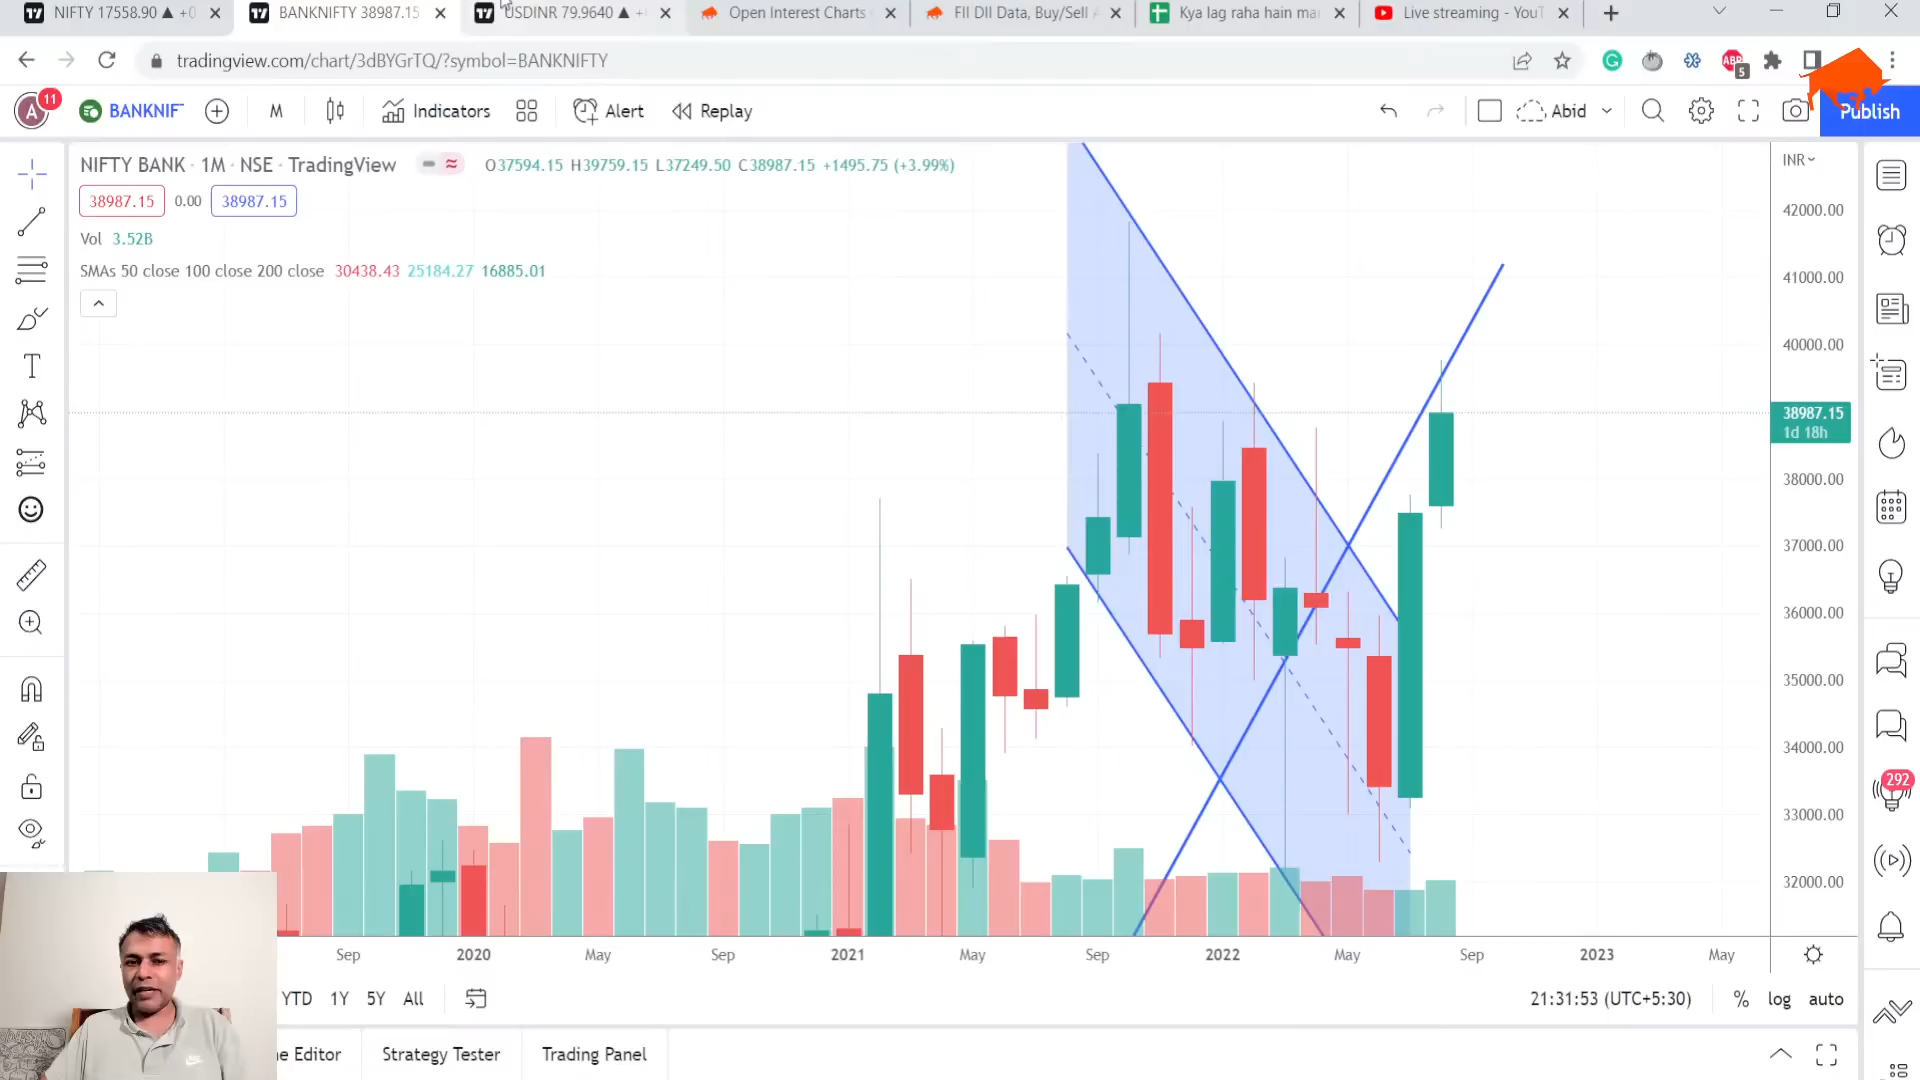 NIFTY 17558.90 ▲ +0
BANKNIFTY 38987.15
USDINR 79.9640 ▲ +
Open Interest Charts
FII DII Data, Buy/Sell
Kya lag raha hain ma
Live streaming - YouT
tradingview.com/chart/3dBYGrTQ/?symbol=BANKNIFTY
ABP
5
A
11
BANKNIF
M
Indicators
Alert
Replay
Abid
Publish
NIFTY BANK · 1M · NSE · TradingView
O37594.15 H39759.15 L37249.50 C38987.15 +1495.75 (+3.99%)
INR
38987.15
0.00
38987.15
Vol 3.52B
SMAs 50 close 100 close 200 close 30438.43 25184.27 16885.01
42000.00
41000.00
40000.00
38987.15
1d 18h
38000.00
37000.00
36000.00
35000.00
34000.00
33000.00
32000.00
292
Sep
2020
May
Sep
2021
May
Sep
2022
May
Sep
2023
May
YTD
1Y
5Y
All
21:31:53 (UTC+5:30)
%
log
auto
ne Editor
Strategy Tester
Trading Panel